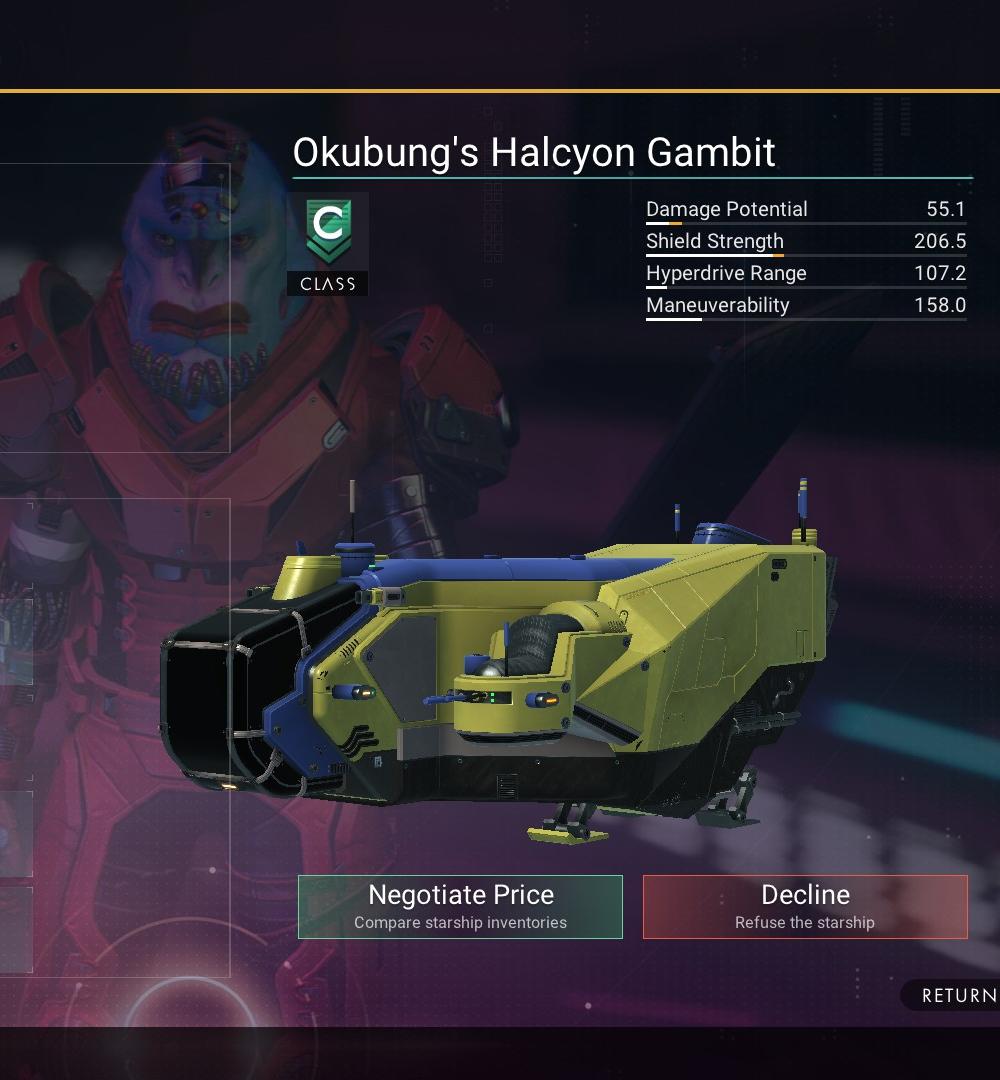 Okubung's Halcyon Gambit
C
CLASS
Damage Potential 55.1
Shield Strength 206.5
Hyperdrive Range 107.2
Maneuverability 158.0
Negotiate Price
Compare starship inventories
Decline
Refuse the starship
RETURN